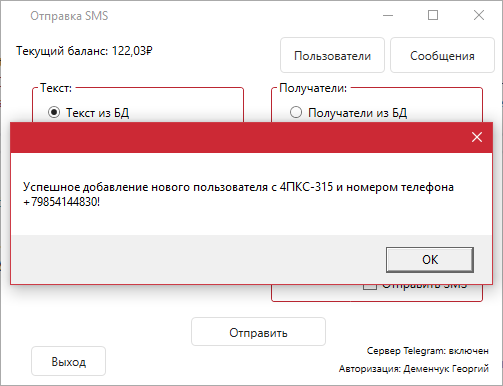 Отправка SMS
Текущий баланс: 122,03₽
Пользователи
Сообщения
Текст:
Получатели:
Текст из БД
Получатели из БД
Успешное добавление нового пользователя с 4ПКС-315 и номером телефона
+79854144830!
OK
Отправить SMS
Отправить
Сервер Telegram: включен
Выход
Авторизация: Деменчук Георгий